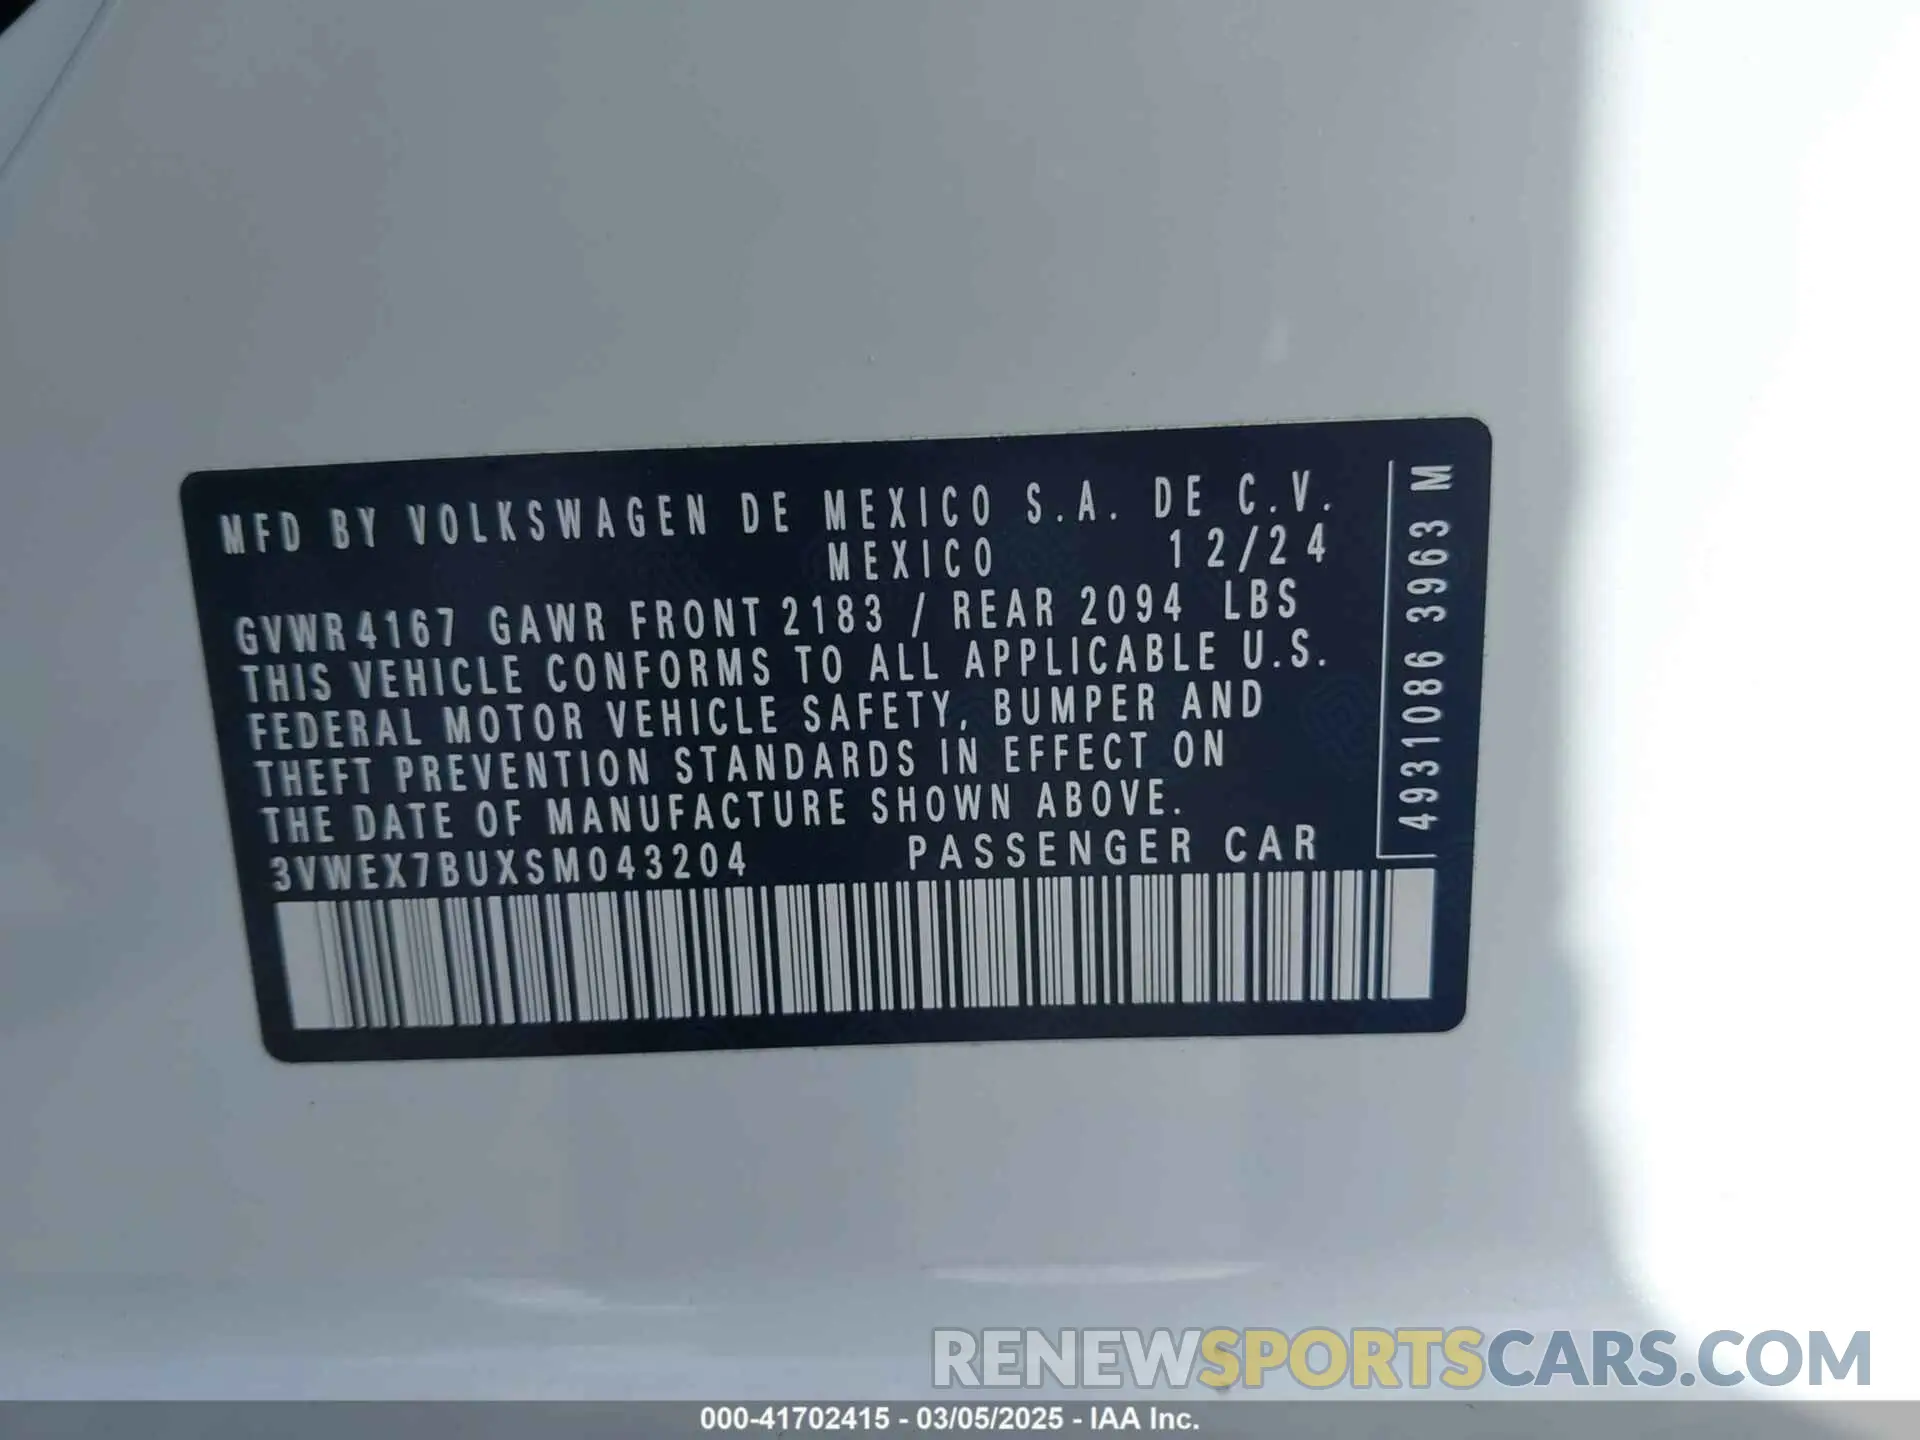 MFD BY VOLKSWAGEN DE MEXICO S.A. DE C.V.
MEXICO 12/24
GVWR 4167 GAWR FRONT 2183 / REAR 2094 LBS
THIS VEHICLE CONFORMS TO ALL APPLICABLE U.S.
FEDERAL MOTOR VEHICLE SAFETY, BUMPER AND
THEFT PREVENTION STANDARDS IN EFFECT ON
THE DATE OF MANUFACTURE SHOWN ABOVE.
3VWEX7BUXSM043204 PASSENGER CAR
4931086 3963 M
RENEWSPORTSCARS.COM
000-41702415 - 03/05/2025 - IAA Inc.